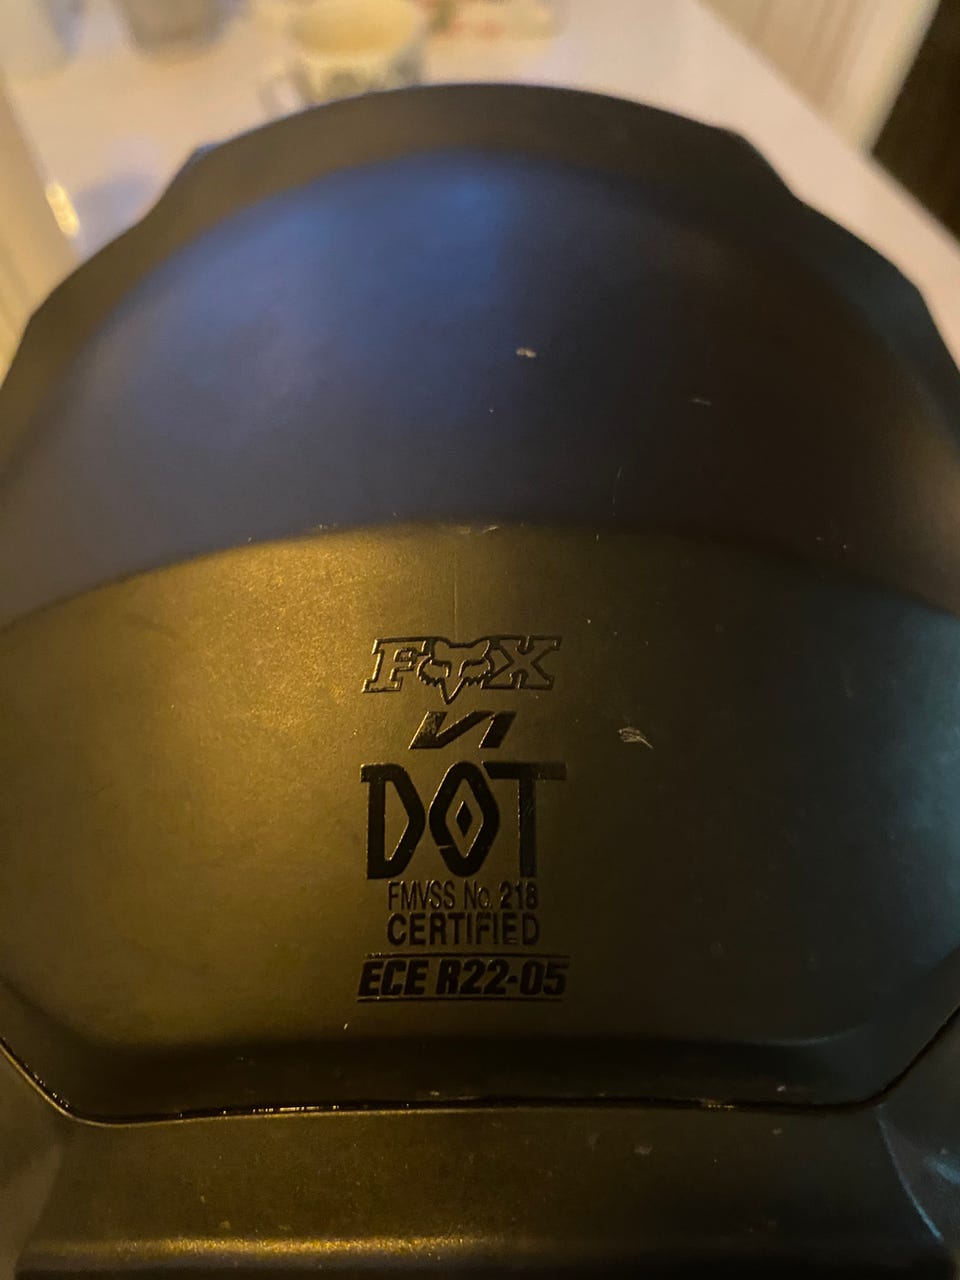 FOX
V1
DOT
FMVSS No. 218
CERTIFIED
ECE R22-05